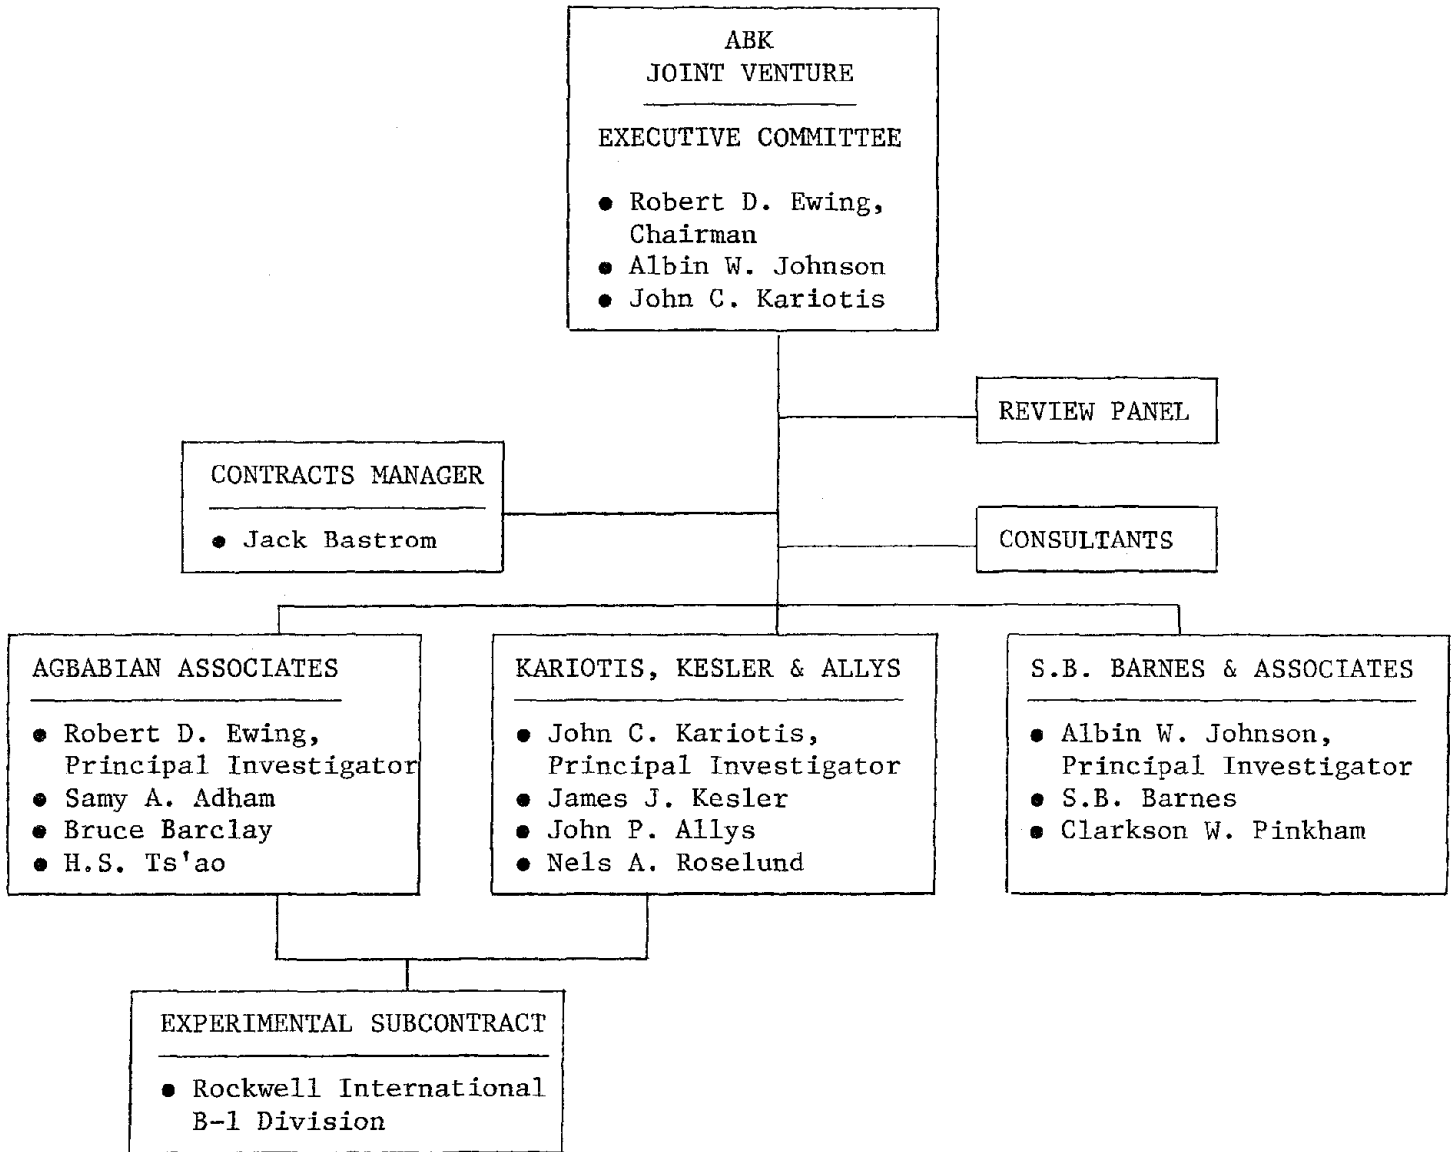 ABK
JOINT VENTURE
EXECUTIVE COMMITTEE
● Robert D. Ewing,
Chairman
● Albin W. Johnson
● John C. Kariotis
REVIEW PANEL
CONTRACTS MANAGER
● Jack Bastrom
CONSULTANTS
AGBABIAN ASSOCIATES
● Robert D. Ewing,
Principal Investigator
● Samy A. Adham
● Bruce Barclay
● H.S. Ts'ao
KARIOTIS, KESLER & ALLYS
● John C. Kariotis,
Principal Investigator
● James J. Kesler
● John P. Allys
● Nels A. Roselund
S.B. BARNES & ASSOCIATES
● Albin W. Johnson,
Principal Investigator
● S.B. Barnes
● Clarkson W. Pinkham
EXPERIMENTAL SUBCONTRACT
● Rockwell International
B-1 Division